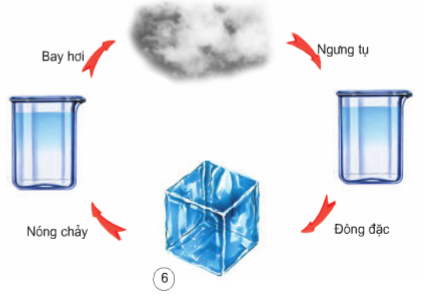 Bay hơi
Ngưng tụ
Nóng chảy
Đông đặc
6